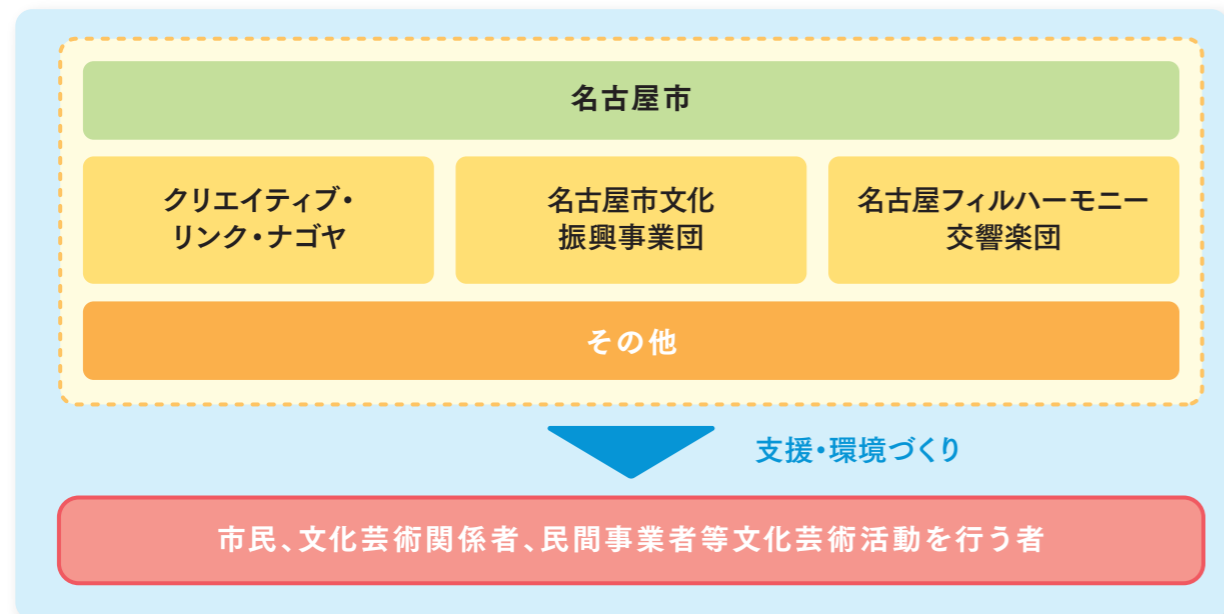 名古屋市
クリエイティブ・
リンク・ナゴヤ
名古屋市文化
振興事業団
名古屋フィルハーモニー
交響楽団
その他
支援・環境づくり
市民、文化芸術関係者、民間事業者等文化芸術活動を行う者